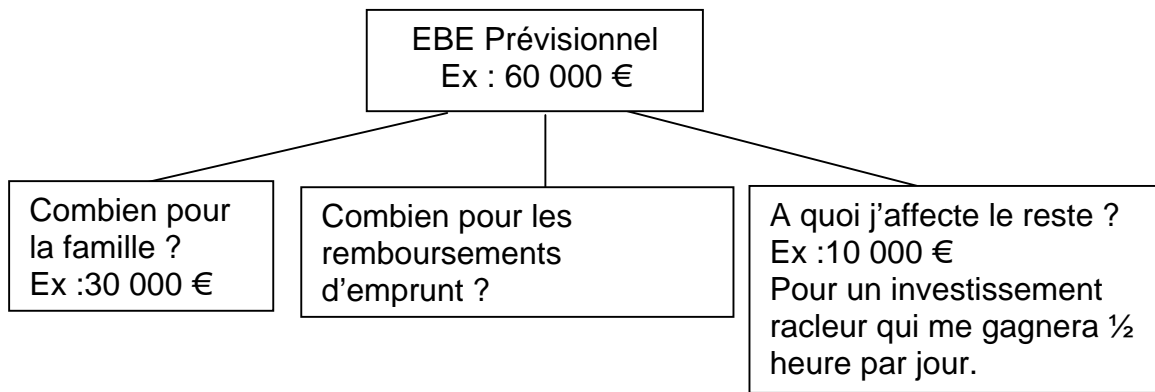 EBE Prévisionnel
Ex : 60 000 €
Combien pour
la famille ?
Ex :30 000 €
Combien pour les
remboursements
d'emprunt ?
A quoi j'affecte le reste ?
Ex :10 000 €
Pour un investissement
racleur qui me gagnera ½
heure par jour.